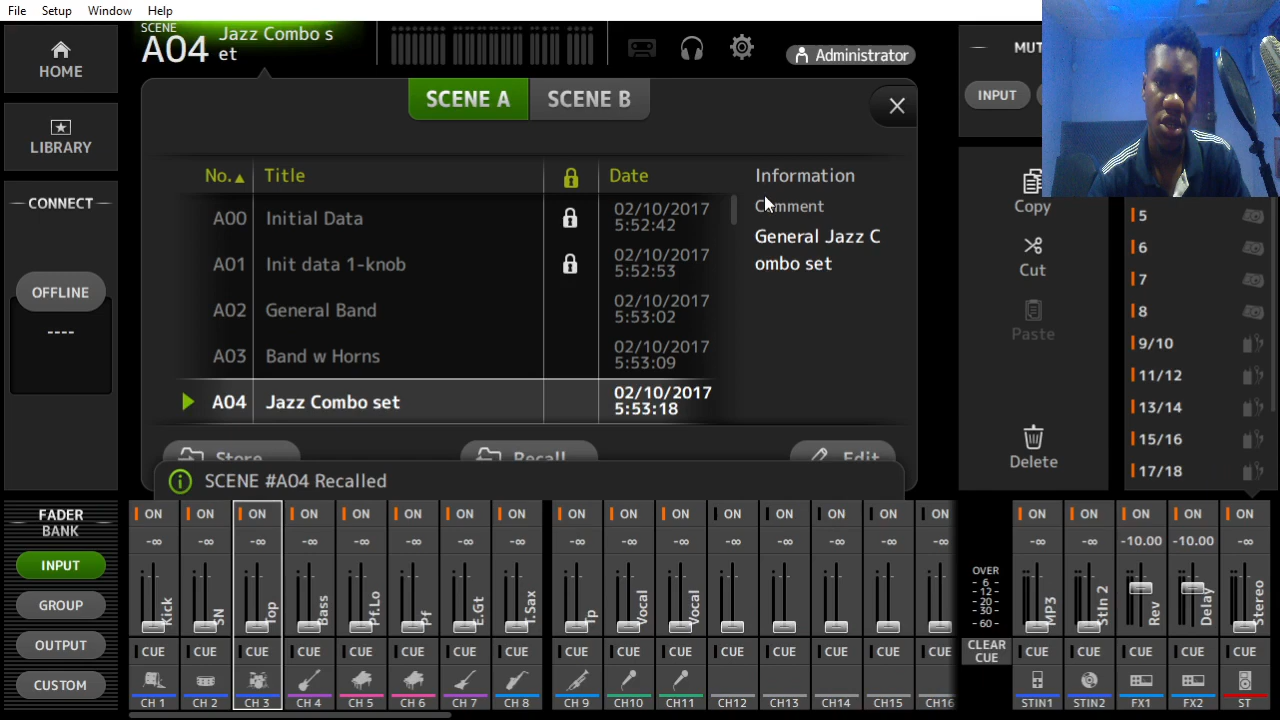 File Setup Window Help
SCENE
A04 Jazz Combo s
et
Administrator
HOME
LIBRARY
CONNECT
OFFLINE
----
SCENE A SCENE B
No. Title Date Information
A00 Initial Data 02/10/2017
5:52:42
A01 Init data 1-knob 02/10/2017
5:52:53
A02 General Band 02/10/2017
5:53:02
A03 Band w Horns 02/10/2017
5:53:09
A04 Jazz Combo set 02/10/2017
5:53:18
Comment
General Jazz C
ombo set
Store Recall Edit
SCENE #A04 Recalled
INPUT
Copy
Cut
Paste
Delete
5
6
7
8
9/10
11/12
13/14
15/16
17/18
FADER
BANK
INPUT
GROUP
OUTPUT
CUSTOM
ON ON ON ON ON ON ON ON ON ON ON ON ON ON ON ON ON ON ON ON ON
-∞ -∞ -∞ -∞ -∞ -∞ -∞ -∞ -∞ -∞ -∞ -∞ -∞ -∞ -∞ -∞ -∞ -∞ -10.00 -10.00 -∞
Kick SN Top Bass Pf.Lo Pf E.Gt T.Sax Tp Vocal Vocal MP3 StIn 2 Rev Delay Stereo
OVER
- 6 -
- 12 -
- 20 -
- 30 -
- 60 -
CUE CUE CUE CUE CUE CUE CUE CUE CUE CUE CUE CUE CUE CUE CUE CUE CLEAR
CUE CUE CUE CUE CUE CUE
CH 1 CH 2 CH 3 CH 4 CH 5 CH 6 CH 7 CH 8 CH 9 CH10 CH11 CH12 CH13 CH14 CH15 CH16 STIN1 STIN2 FX1 FX2 ST